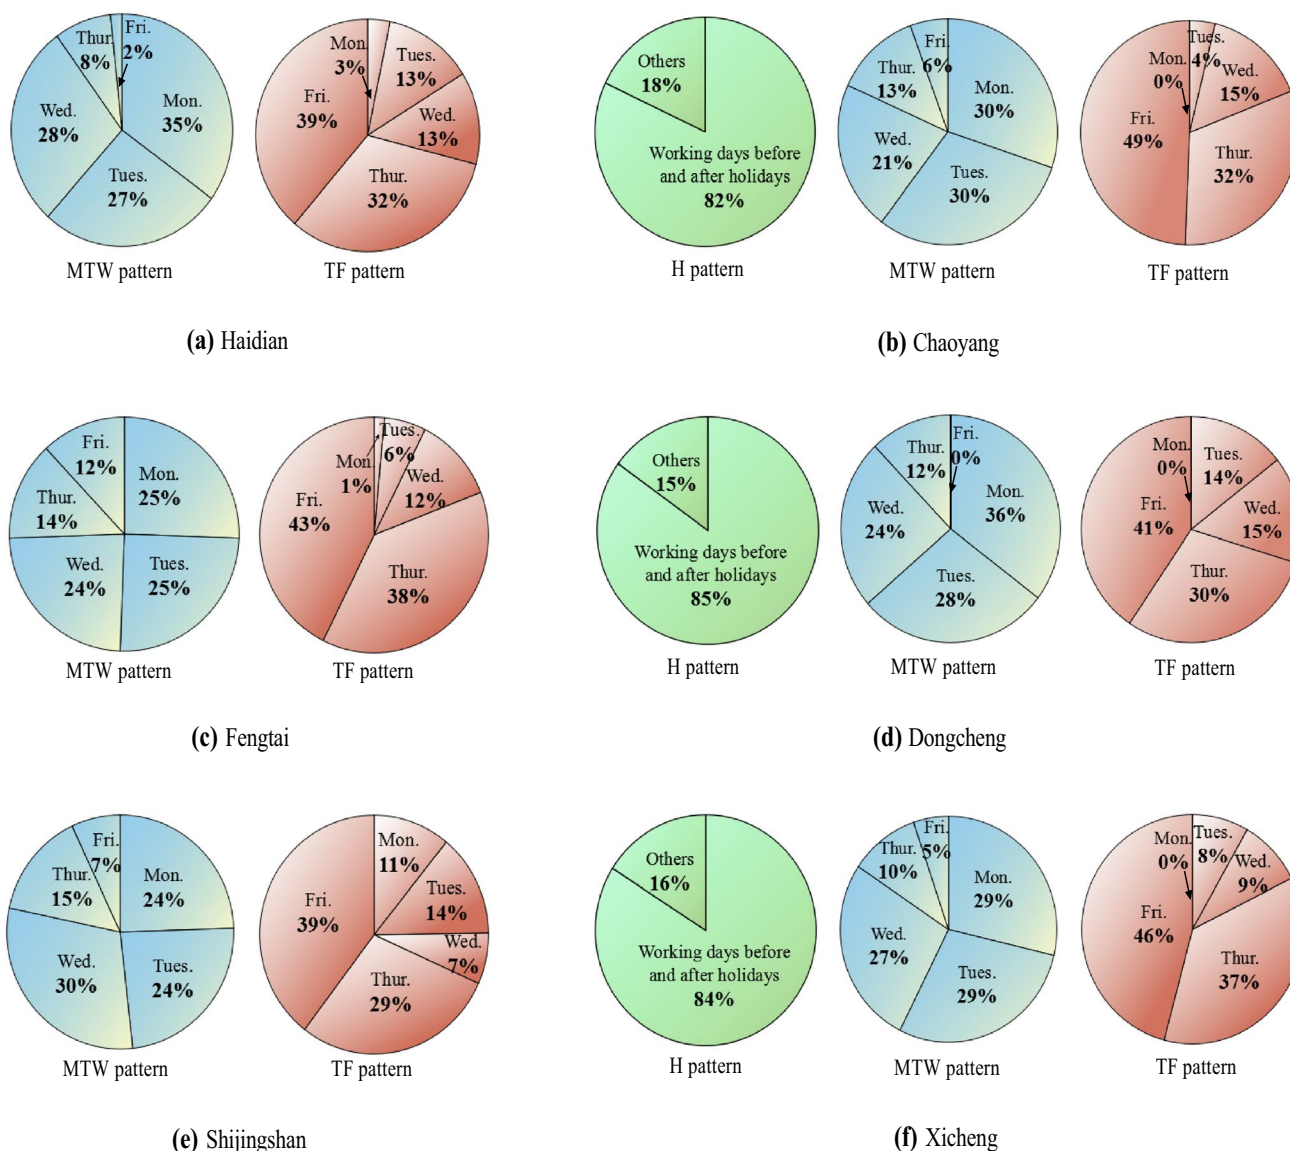 Fri.
2%
Thur.
8%
Wed.
28%
Mon.
35%
Tues.
27%
MTW pattern
Mon.
3%
Tues.
13%
Fri.
39%
Wed.
13%
Thur.
32%
TF pattern
(a) Haidian
Others
18%
Working days before
and after holidays
82%
H pattern
Fri.
6%
Thur.
13%
Mon.
30%
Wed.
21%
Tues.
30%
MTW pattern
Tues.
4%
Mon.
0%
Wed.
15%
Fri.
49%
Thur.
32%
TF pattern
(b) Chaoyang
Fri.
12%
Mon.
25%
Thur.
14%
Wed.
24%
Tues.
25%
MTW pattern
Tues.
6%
Mon.
1%
Wed.
12%
Fri.
43%
Thur.
38%
TF pattern
(c) Fengtai
Others
15%
Working days before
and after holidays
85%
H pattern
Fri.
0%
Thur.
12%
Mon.
36%
Wed.
24%
Tues.
28%
MTW pattern
Mon.
0%
Tues.
14%
Fri.
41%
Wed.
15%
Thur.
30%
TF pattern
(d) Dongcheng
Fri.
7%
Thur.
15%
Mon.
24%
Wed.
30%
Tues.
24%
MTW pattern
Mon.
11%
Tues.
14%
Fri.
39%
Wed.
7%
Thur.
29%
TF pattern
(e) Shijingshan
Others
16%
Working days before
and after holidays
84%
H pattern
Fri.
5%
Thur.
10%
Mon.
29%
Wed.
27%
Tues.
29%
MTW pattern
Mon.
0%
Tues.
8%
Wed.
9%
Fri.
46%
Thur.
37%
TF pattern
(f) Xicheng